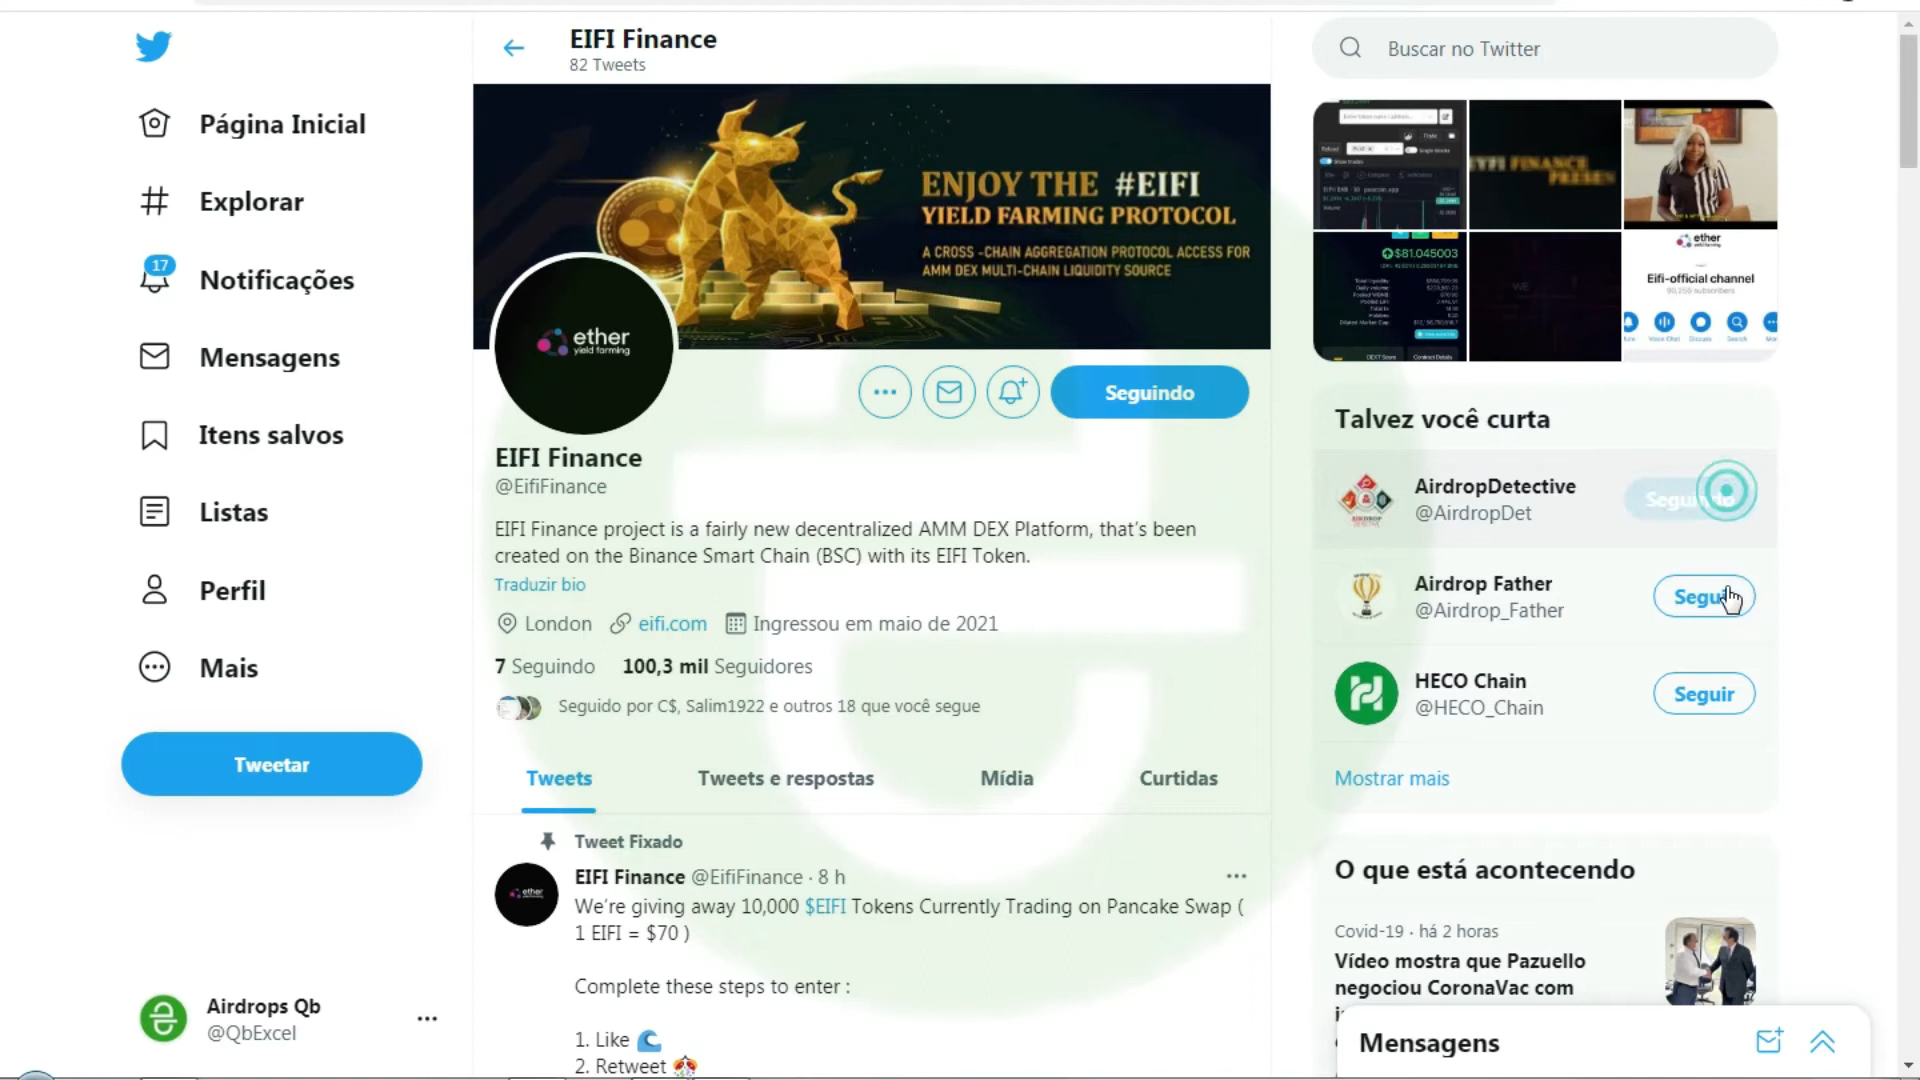 EIFI Finance
82 Tweets
Buscar no Twitter
Página Inicial
Explorar
17
Notificações
Mensagens
Itens salvos
Listas
Perfil
Mais
Tweetar
Airdrops Qb
@QbExcel
ENJOY THE #EIFI
YIELD FARMING PROTOCOL
A CROSS -CHAIN AGGREGATION PROTOCOL ACCESS FOR
AMM DEX MULTI-CHAIN LIQUIDITY SOURCE
ether
yield farming
Seguindo
EIFI Finance
@EifiFinance
EIFI Finance project is a fairly new decentralized AMM DEX Platform, that's been
created on the Binance Smart Chain (BSC) with its EIFI Token.
Traduzir bio
London eifi.com Ingressou em maio de 2021
7 Seguindo 100,3 mil Seguidores
Seguido por C$, Salim1922 e outros 18 que você segue
Tweets Tweets e respostas Mídia Curtidas
Tweet Fixado
EIFI Finance @EifiFinance · 8 h
We're giving away 10,000 $EIFI Tokens Currently Trading on Pancake Swap (
1 EIFI = $70 )
Complete these steps to enter :
1. Like
2. Retweet
$81.045003
ether
Eifi-official channel
Talvez você curta
AirdropDetective
@AirdropDet
Airdrop Father
@Airdrop_Father
HECO Chain
@HECO_Chain
Seguir
Mostrar mais
O que está acontecendo
Covid-19 · há 2 horas
Vídeo mostra que Pazuello
negociou CoronaVac com
Mensagens